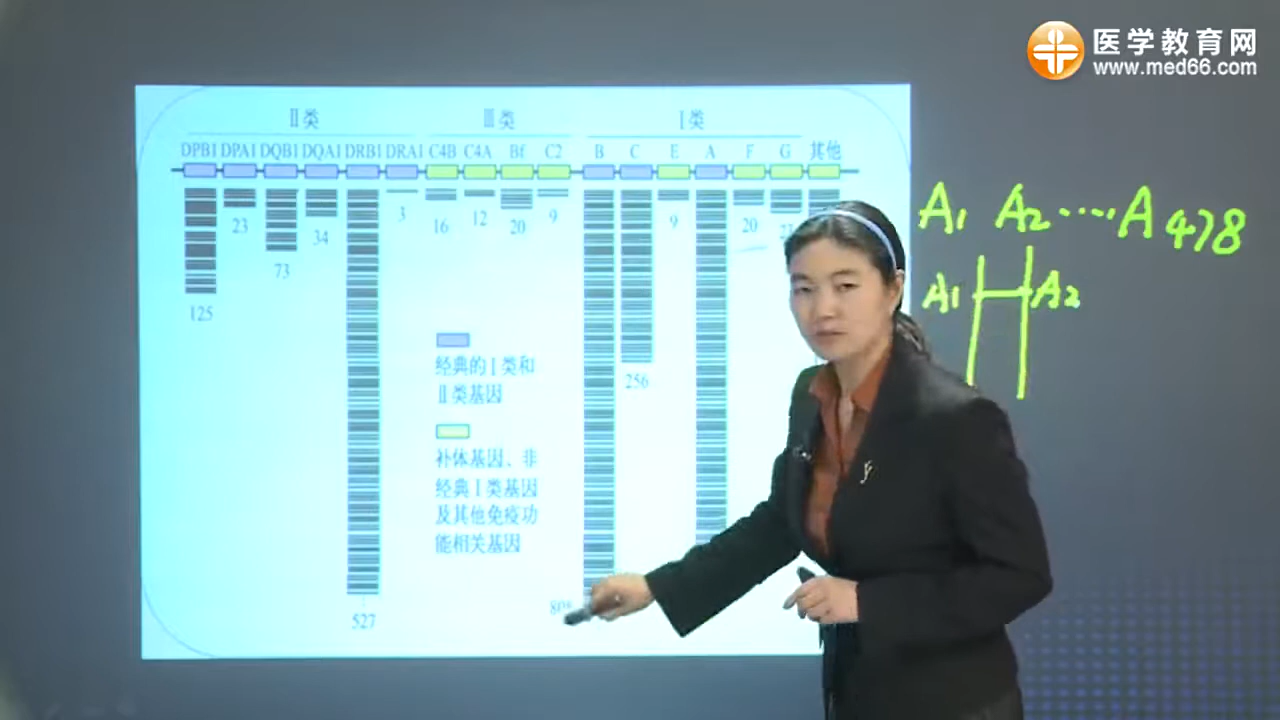 医学教育网
www.med66.com
Ⅱ类 Ⅲ类 Ⅰ类
DPB1 DPA1 DQB1 DQA1 DRB1 DRA1 C4B C4A Bf C2 B C E A F G 其他
3 9 9
23 16 12 20 20
34
73
125
经典的Ⅰ类和
Ⅱ类基因
256
补体基因、非
经典Ⅰ类基因
及其他免疫功
能相关基因
527
A1 A2 ····A 478
A1 A2